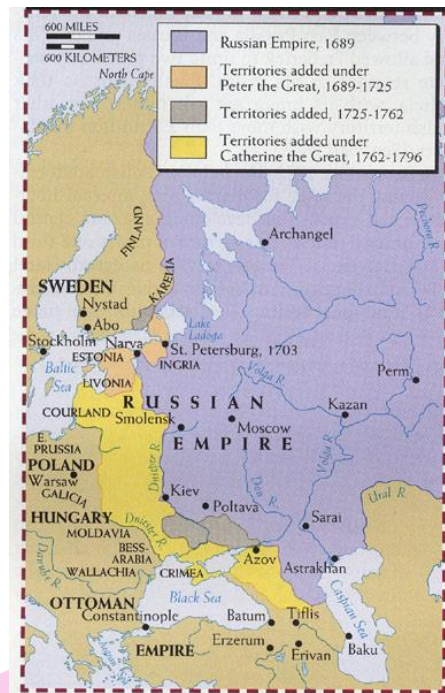 600 MILES
600 KILOMETERS
North Cape
Russian Empire, 1689
Territories added under
Peter the Great, 1689-1725
Territories added, 1725-1762
Territories added under
Catherine the Great, 1762-1796
Pechora R.
Archangel
FINLAND
KARELIA
SWEDEN
Nystad
Abo
Lake
Ladoga
Stockholm
Narva
St. Petersburg, 1703
ESTONIA
INGRIA
Baltic
Sea
LIVONIA
Volga R.
Perm
COURLAND
RUSSIAN
Kazan
Smolensk
Moscow
E.
PRUSSIA
EMPIRE
POLAND
Warsaw
Dnieper R.
Don R.
Volga R.
GALICIA
Kiev
Ural R.
Poltava
HUNGARY
Dniester R.
Sarai
MOLDAVIA
BESS-
ARABIA
Azov
Astrakhan
Danube R.
WALLACHIA
CRIMEA
OTTOMAN
Black Sea
Caspian Sea
Constantinople
Batum
Tiflis
EMPIRE
Erzerum
Erivan
Baku